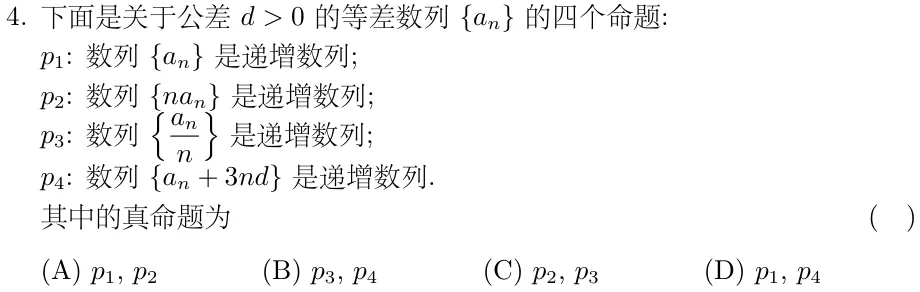 4. 下面是关于公差 $d > 0$ 的等差数列 $\{a_n\}$ 的四个命题:
$p_1$: 数列 $\{a_n\}$ 是递增数列;
$p_2$: 数列 $\{na_n\}$ 是递增数列;
$p_3$: 数列 $\left\{\dfrac{a_n}{n}\right\}$ 是递增数列;
$p_4$: 数列 $\{a_n + 3nd\}$ 是递增数列.
其中的真命题为 ( )
(A) $p_1$, $p_2$ (B) $p_3$, $p_4$ (C) $p_2$, $p_3$ (D) $p_1$, $p_4$